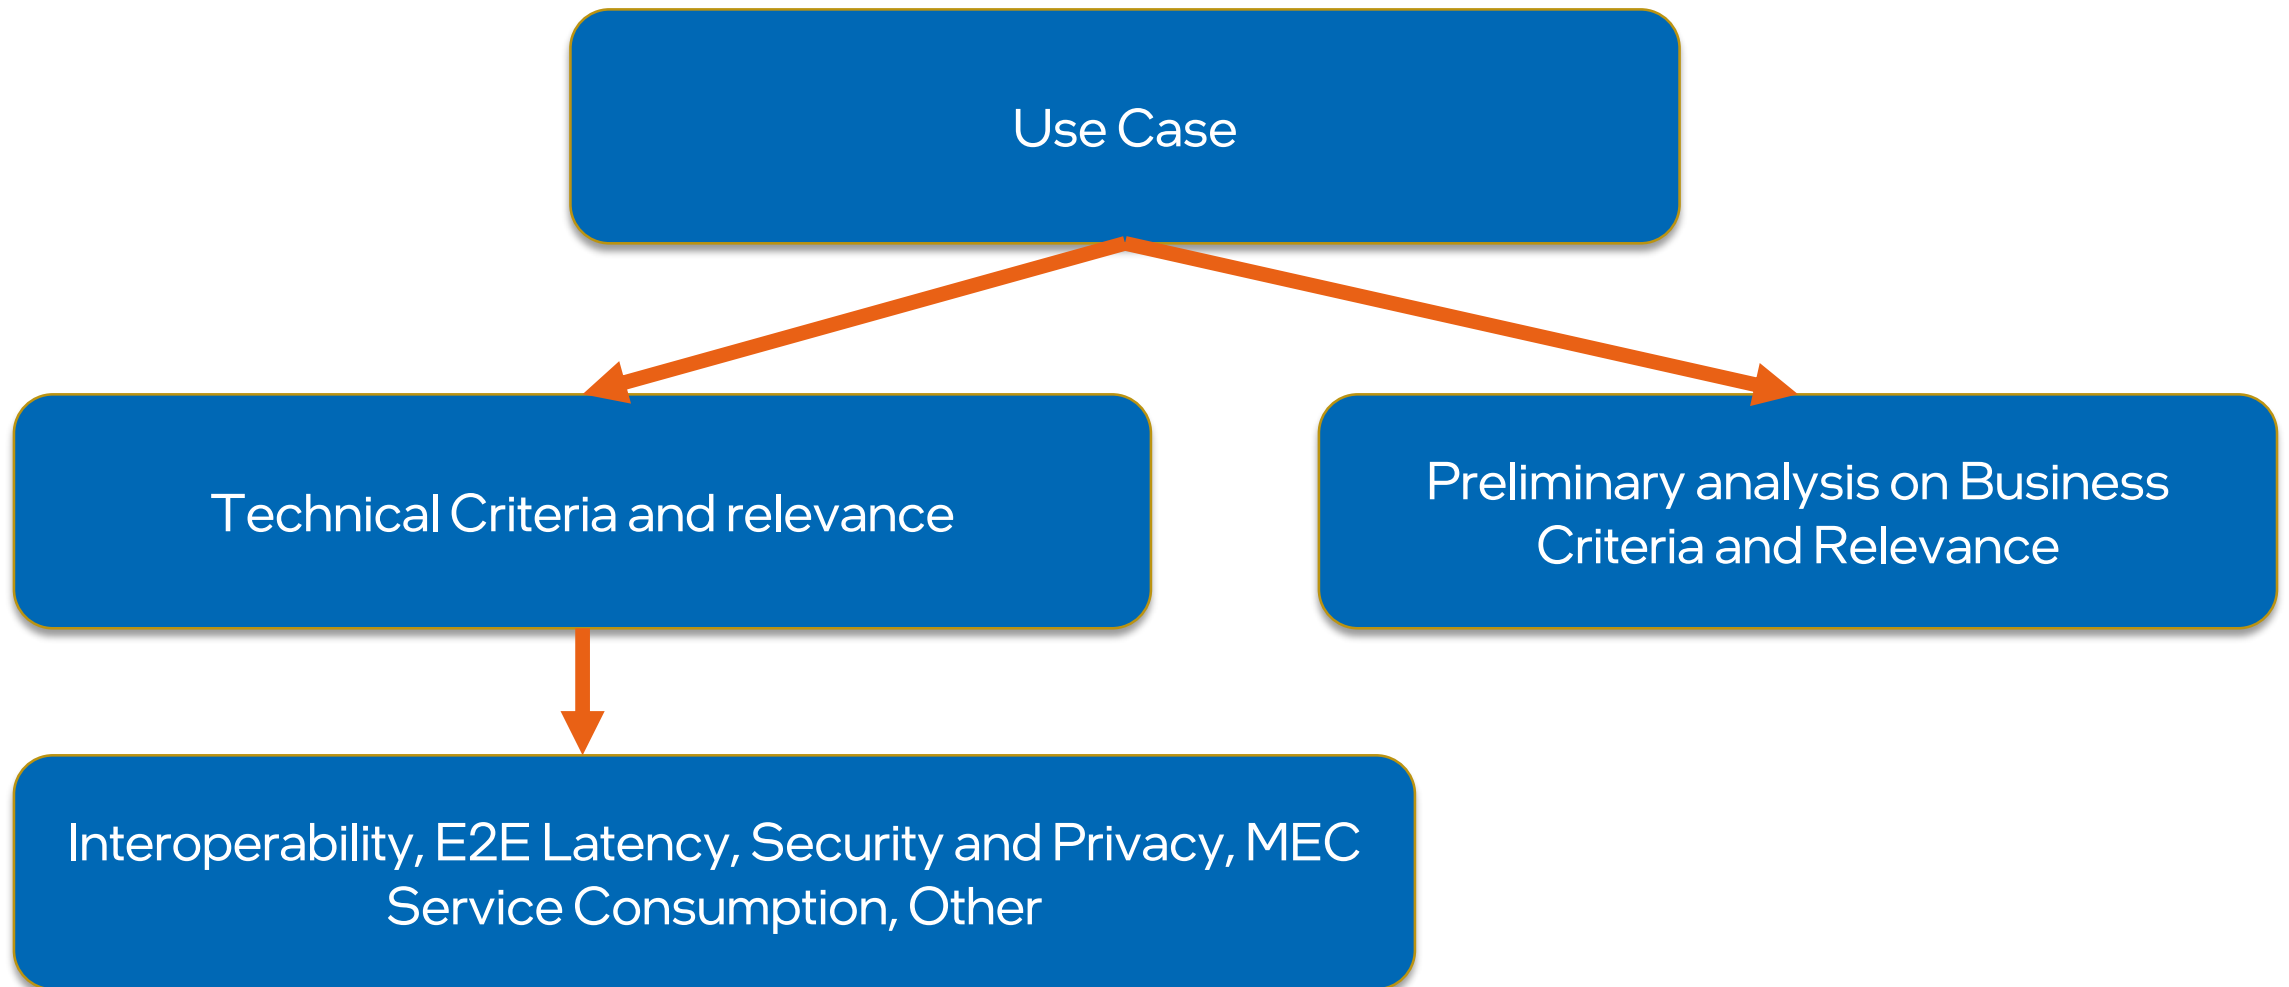 Use Case
Technical Criteria and relevance
Preliminary analysis on Business
Criteria and Relevance
Interoperability, E2E Latency, Security and Privacy, MEC
Service Consumption, Other